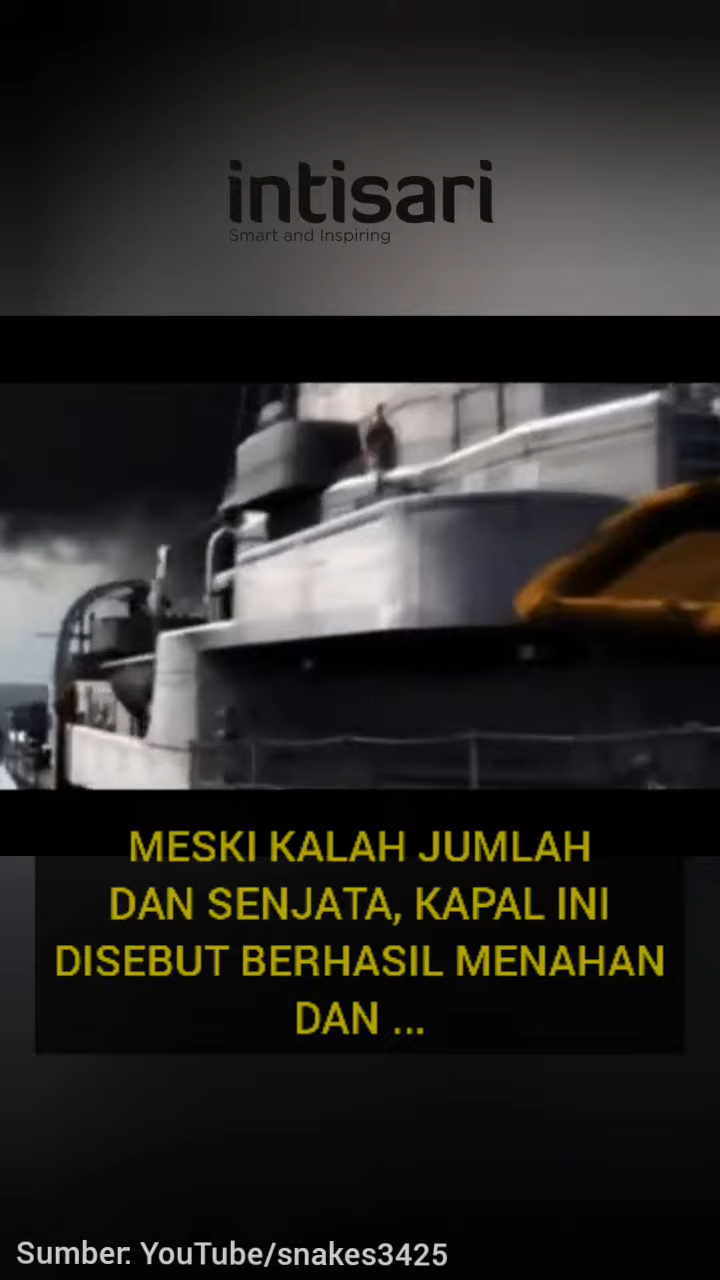 intisari
Smart and Inspiring
MESKI KALAH JUMLAH
DAN SENJATA, KAPAL INI
DISEBUT BERHASIL MENAHAN
DAN ...
Sumber: YouTube/snakes3425